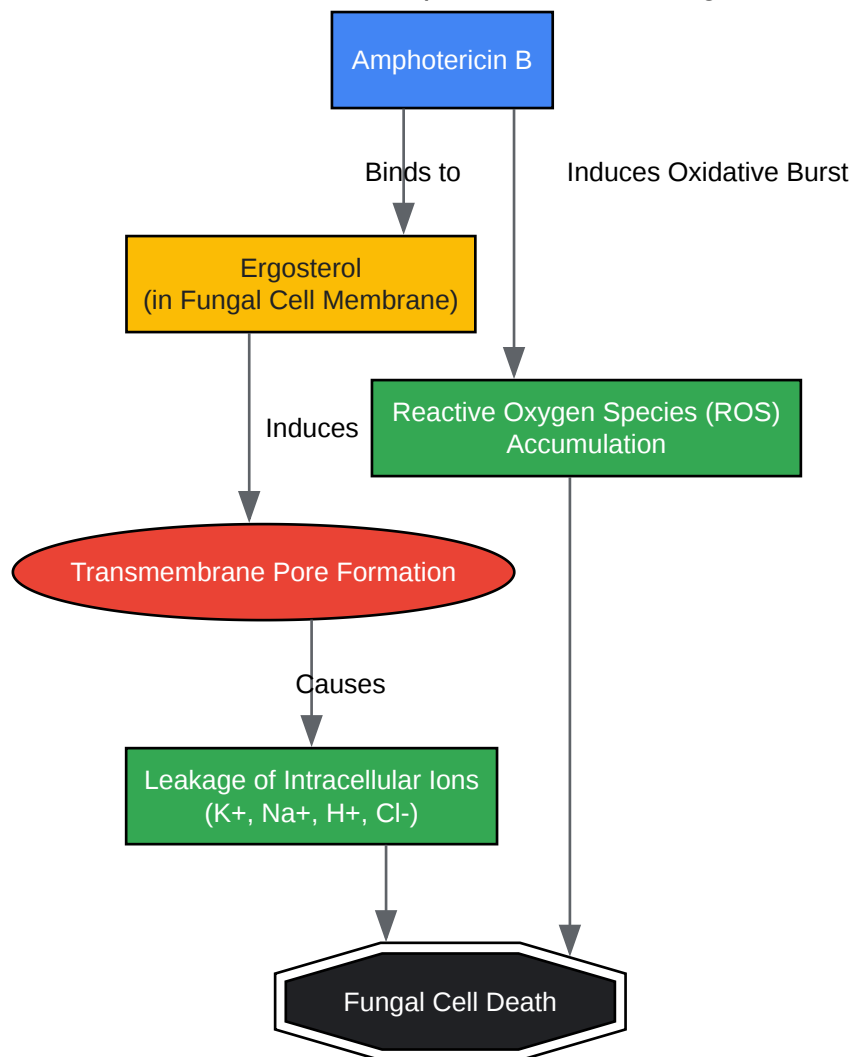 Amphotericin B
Binds to
Induces Oxidative Burst
Ergosterol
(in Fungal Cell Membrane)
Reactive Oxygen Species (ROS)
Accumulation
Induces
Transmembrane Pore Formation
Causes
Leakage of Intracellular Ions
(K+, Na+, H+, Cl-)
Fungal Cell Death